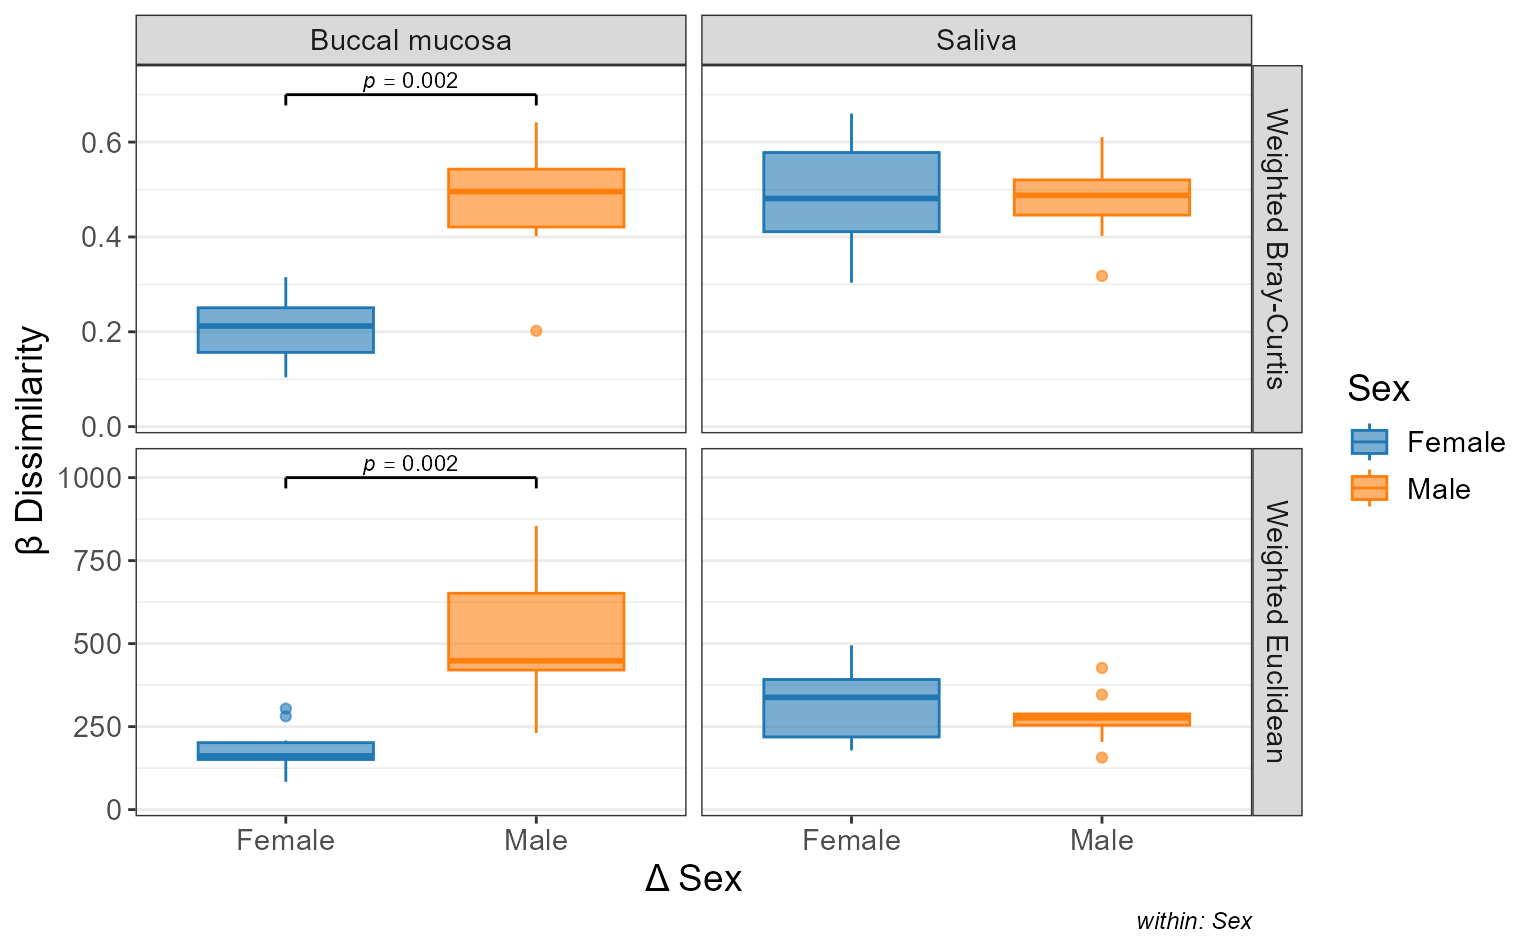 Buccal mucosa
Saliva
β Dissimilarity
Weighted Bray-Curtis
p = 0.002
0.6
0.4
0.2
0.0
Weighted Euclidean
p = 0.002
1000
750
500
250
0
Female
Male
Female
Male
Δ Sex
within: Sex
Sex
Female
Male